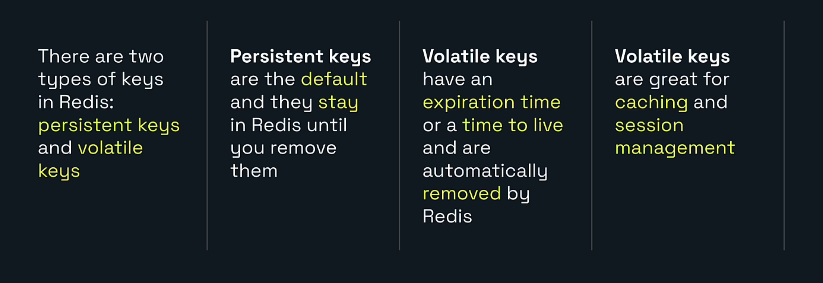 There are two
types of keys
in Redis:
persistent keys
and volatile
keys
Persistent keys
are the default
and they stay
in Redis until
you remove
them
Volatile keys
have an
expiration time
or a time to live
and are
automatically
removed by
Redis
Volatile keys
are great for
caching and
session
management